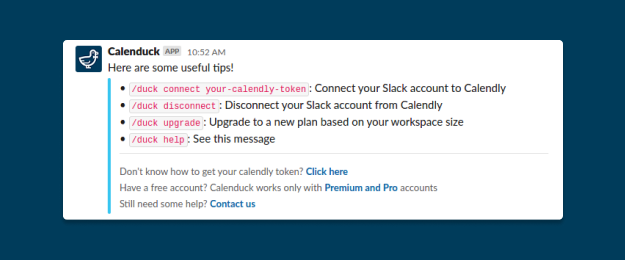 Calenduck APP 10:52 AM
Here are some useful tips!
• /duck connect your-calendly-token: Connect your Slack account to Calendly
• /duck disconnect: Disconnect your Slack account from Calendly
• /duck upgrade: Upgrade to a new plan based on your workspace size
• /duck help: See this message
Don't know how to get your calendly token? Click here
Have a free account? Calenduck works only with Premium and Pro accounts
Still need some help? Contact us